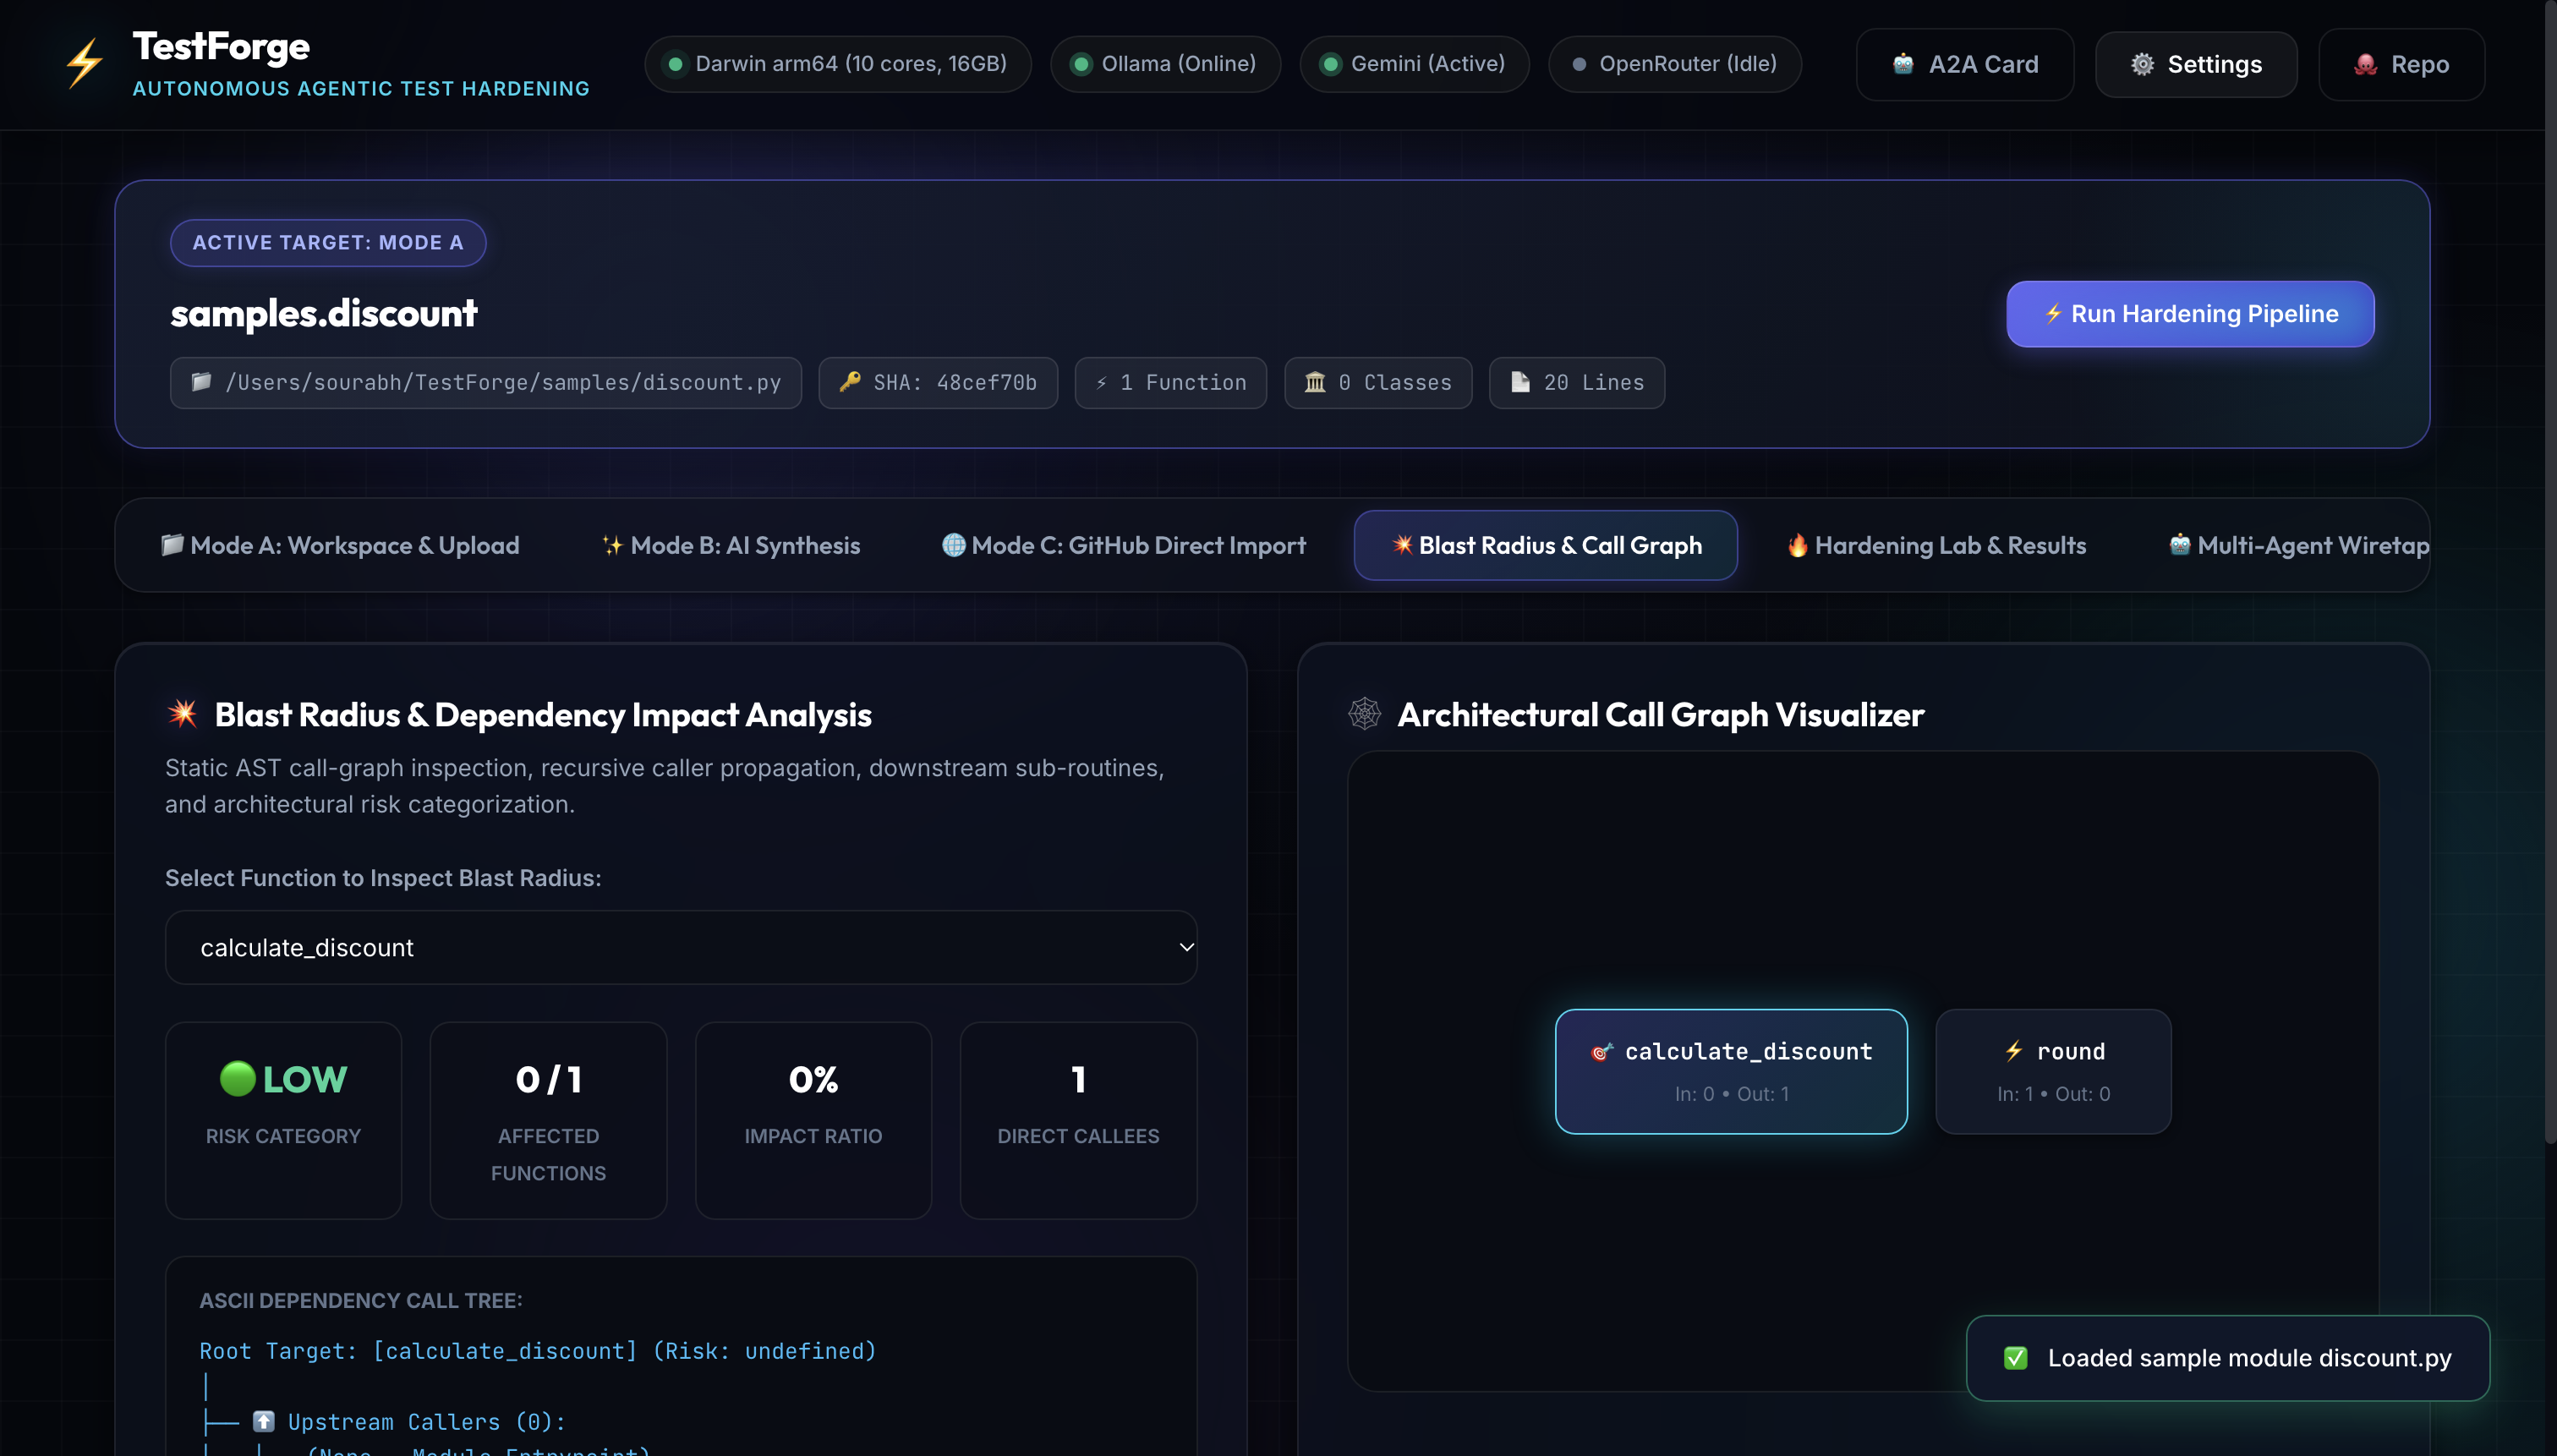 TestForge
AUTONOMOUS AGENTIC TEST HARDENING
Darwin arm64 (10 cores, 16GB)
Ollama (Online)
Gemini (Active)
OpenRouter (Idle)
A2A Card
Settings
Repo
ACTIVE TARGET: MODE A
samples.discount
/Users/sourabh/TestForge/samples/discount.py
SHA: 48cef70b
1 Function
0 Classes
20 Lines
Run Hardening Pipeline
Mode A: Workspace & Upload
Mode B: AI Synthesis
Mode C: GitHub Direct Import
Blast Radius & Call Graph
Hardening Lab & Results
Multi-Agent Wiretap
Blast Radius & Dependency Impact Analysis
Static AST call-graph inspection, recursive caller propagation, downstream sub-routines,
and architectural risk categorization.
Select Function to Inspect Blast Radius:
calculate_discount
LOW
RISK CATEGORY
0 / 1
AFFECTED
FUNCTIONS
0%
IMPACT RATIO
1
DIRECT CALLEES
ASCII DEPENDENCY CALL TREE:
Root Target: [calculate_discount] (Risk: undefined)
Upstream Callers (0):
(None - Module Entrypoint)
Architectural Call Graph Visualizer
calculate_discount
In: 0 • Out: 1
round
In: 1 • Out: 0
Loaded sample module discount.py